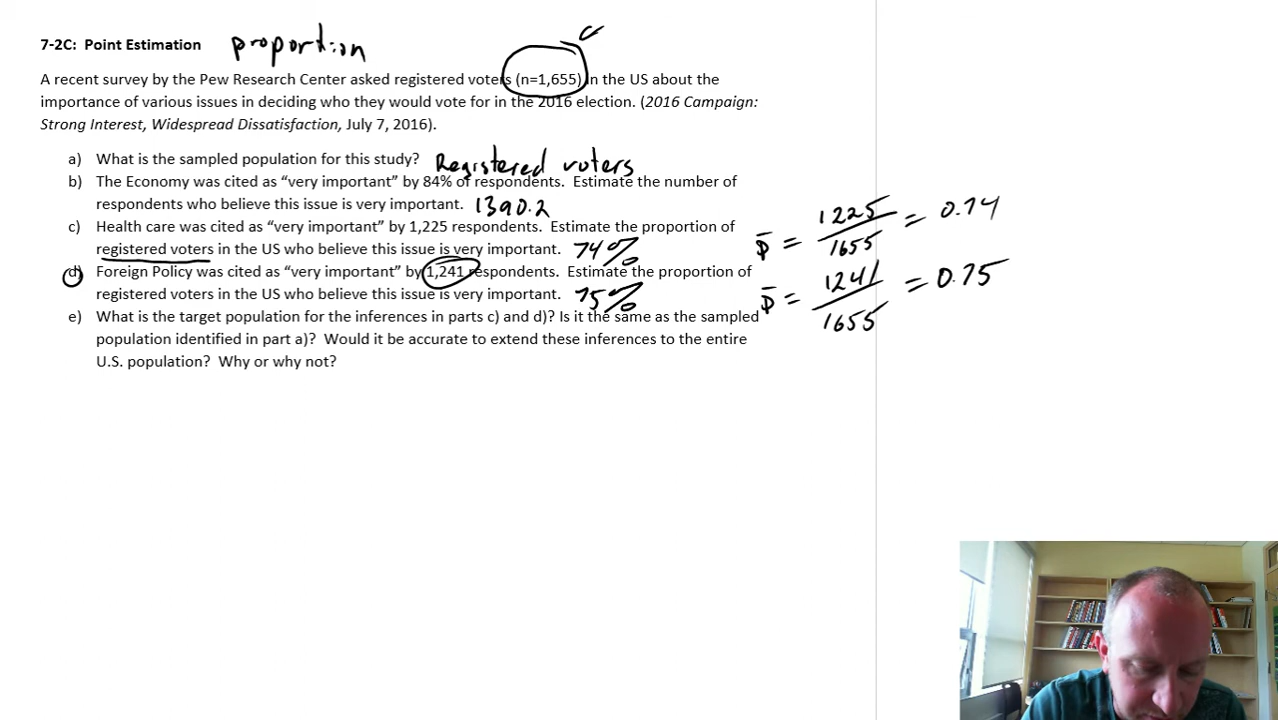 7-2C: Point Estimation proportion
A recent survey by the Pew Research Center asked registered voters (n=1,655) in the US about the
importance of various issues in deciding who they would vote for in the 2016 election. (2016 Campaign:
Strong Interest, Widespread Dissatisfaction, July 7, 2016).
a) What is the sampled population for this study? Registered voters
b) The Economy was cited as “very important” by 84% of respondents. Estimate the number of
respondents who believe this issue is very important. 1390.2
c) Health care was cited as “very important” by 1,225 respondents. Estimate the proportion of
registered voters in the US who believe this issue is very important. 74%
p̄ = 1225/1655 = 0.74
d) Foreign Policy was cited as “very important” by 1,241 respondents. Estimate the proportion of
registered voters in the US who believe this issue is very important. 75%
p̄ = 1241/1655 = 0.75
e) What is the target population for the inferences in parts c) and d)? Is it the same as the sampled
population identified in part a)? Would it be accurate to extend these inferences to the entire
U.S. population? Why or why not?